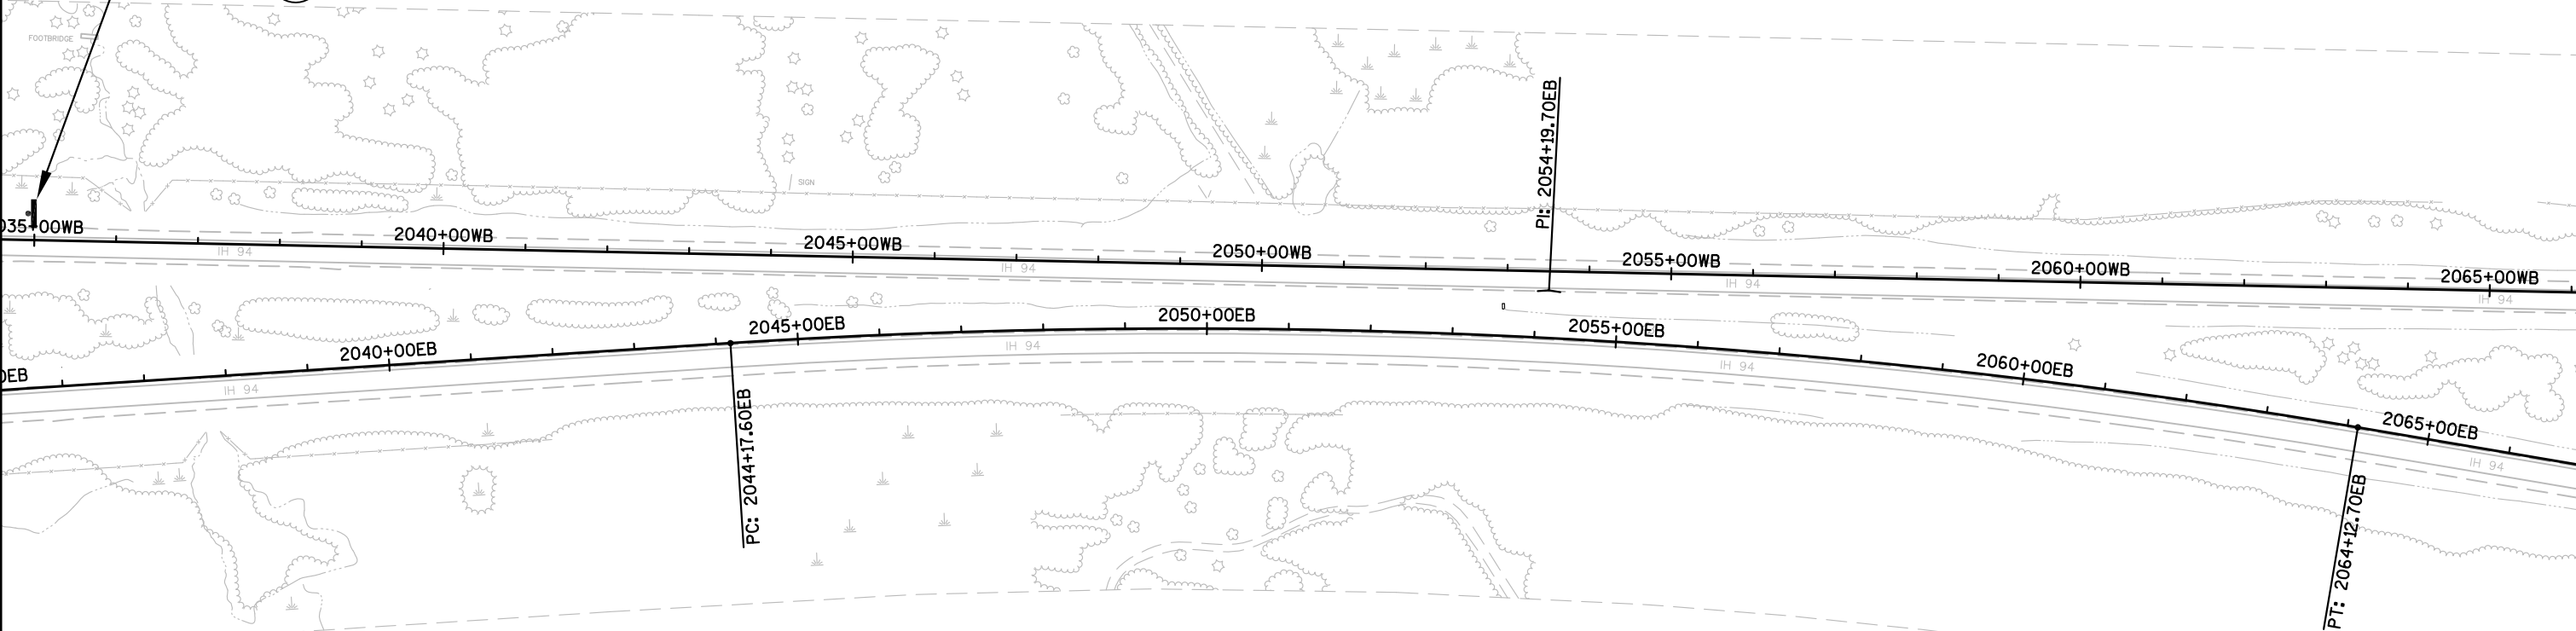 FOOTBRIDGE
SIGN
PI: 2054+19.70EB
035+00WB
2040+00WB
2045+00WB
2050+00WB
2055+00WB
2060+00WB
2065+00WB
IH 94
IH 94
IH 94
IH 94
0EB
2040+00EB
2045+00EB
2050+00EB
2055+00EB
2060+00EB
2065+00EB
IH 94
IH 94
IH 94
IH 94
PC: 2044+17.60EB
PT: 2064+12.70EB